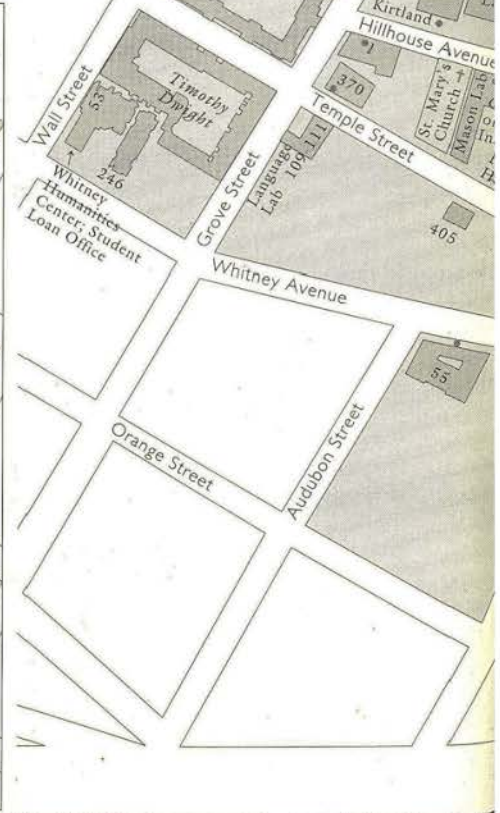 Kirtland
Hillhouse Avenue
1
370
St. Mary's
Church
Mason Lab
Timothy
Dwight
Temple Street
Wall Street
53
246
Whitney
Humanities
Center; Student
Loan Office
Grove Street
Language
Lab 109 111
405
Whitney Avenue
55
Orange Street
Audubon Street